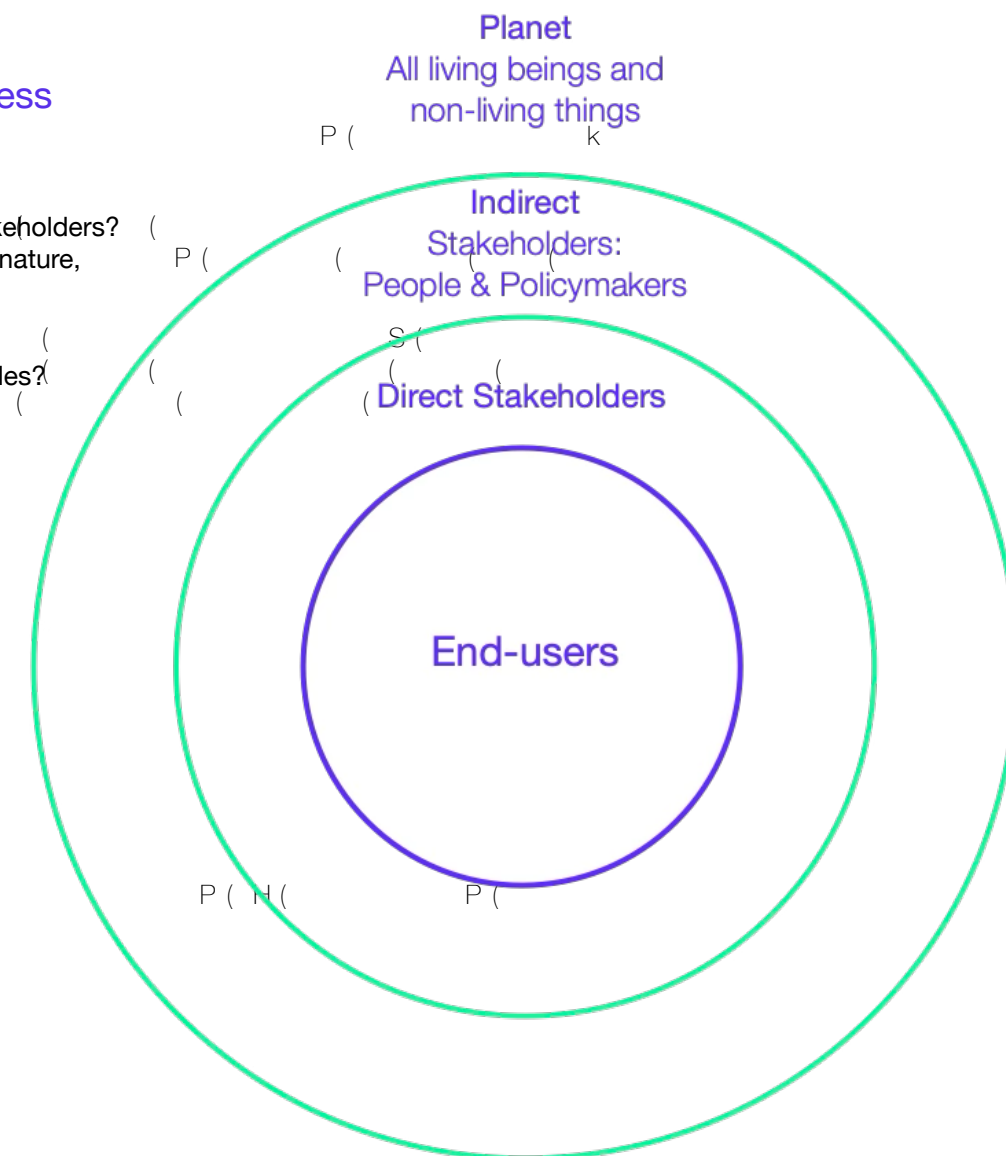 Planet
All living beings and
non-living things
ess
P ( k
Indirect
keholders? (
Stakeholders:
nature, P ( ( ( (
People & Policymakers
( S (
les?( ( ( (
( ( ( Direct Stakeholders
End-users
P ( H ( P (